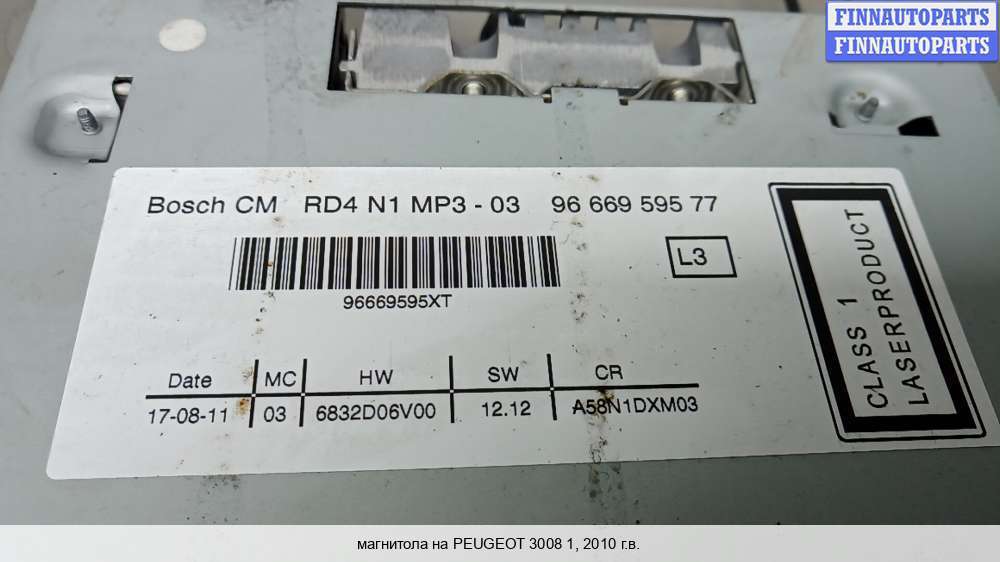 FINNAUTOPARTS
FINNAUTOPARTS
Bosch CM RD4 N1 MP3 - 03 96 669 595 77
L3
96669595XT
CLASS 1
LASERPRODUCT
Date MC HW SW CR
17-08-11 03 6832D06V00 12.12 A58N1DXM03
магнитола на PEUGEOT 3008 1, 2010 г.в.